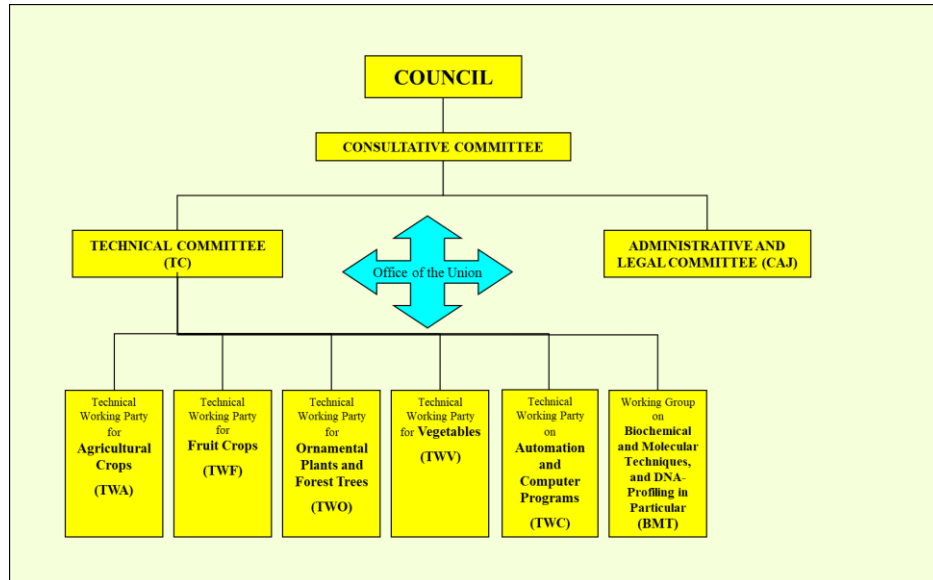 COUNCIL
CONSULTATIVE COMMITTEE
TECHNICAL COMMITTEE
(TC)
Office of the Union
ADMINISTRATIVE AND
LEGAL COMMITTEE (CAJ)
Technical
Working Party
for
Agricultural
Crops
(TWA)
Technical
Working Party
for
Fruit Crops
(TWF)
Technical
Working Party
for
Ornamental
Plants and
Forest Trees
(TWO)
Technical
Working Party
for Vegetables
(TWV)
Technical
Working Party
on
Automation
and
Computer
Programs
(TWC)
Working Group
on
Biochemical
and Molecular
Techniques,
and DNA-
Profiling in
Particular
(BMT)